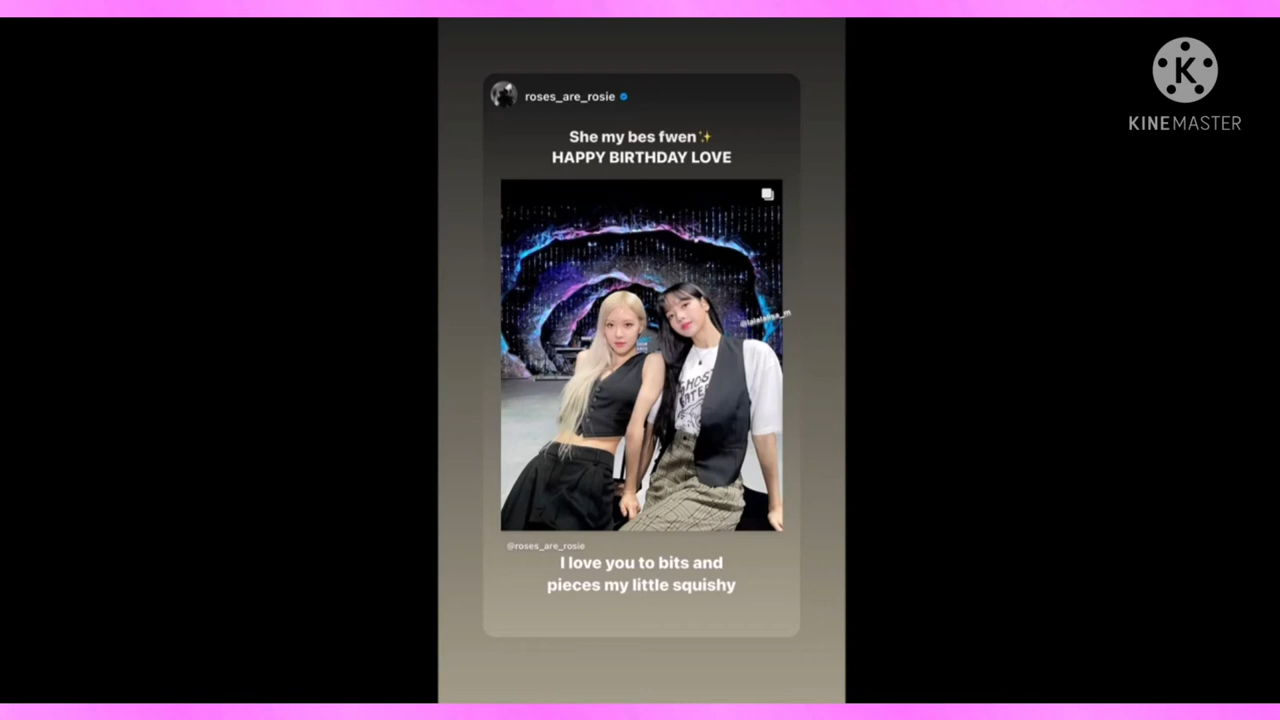 K
KINEMASTER
roses_are_rosie
She my bes fwen✨
HAPPY BIRTHDAY LOVE
@lalalalisa_m
@roses_are_rosie
I love you to bits and
pieces my little squishy